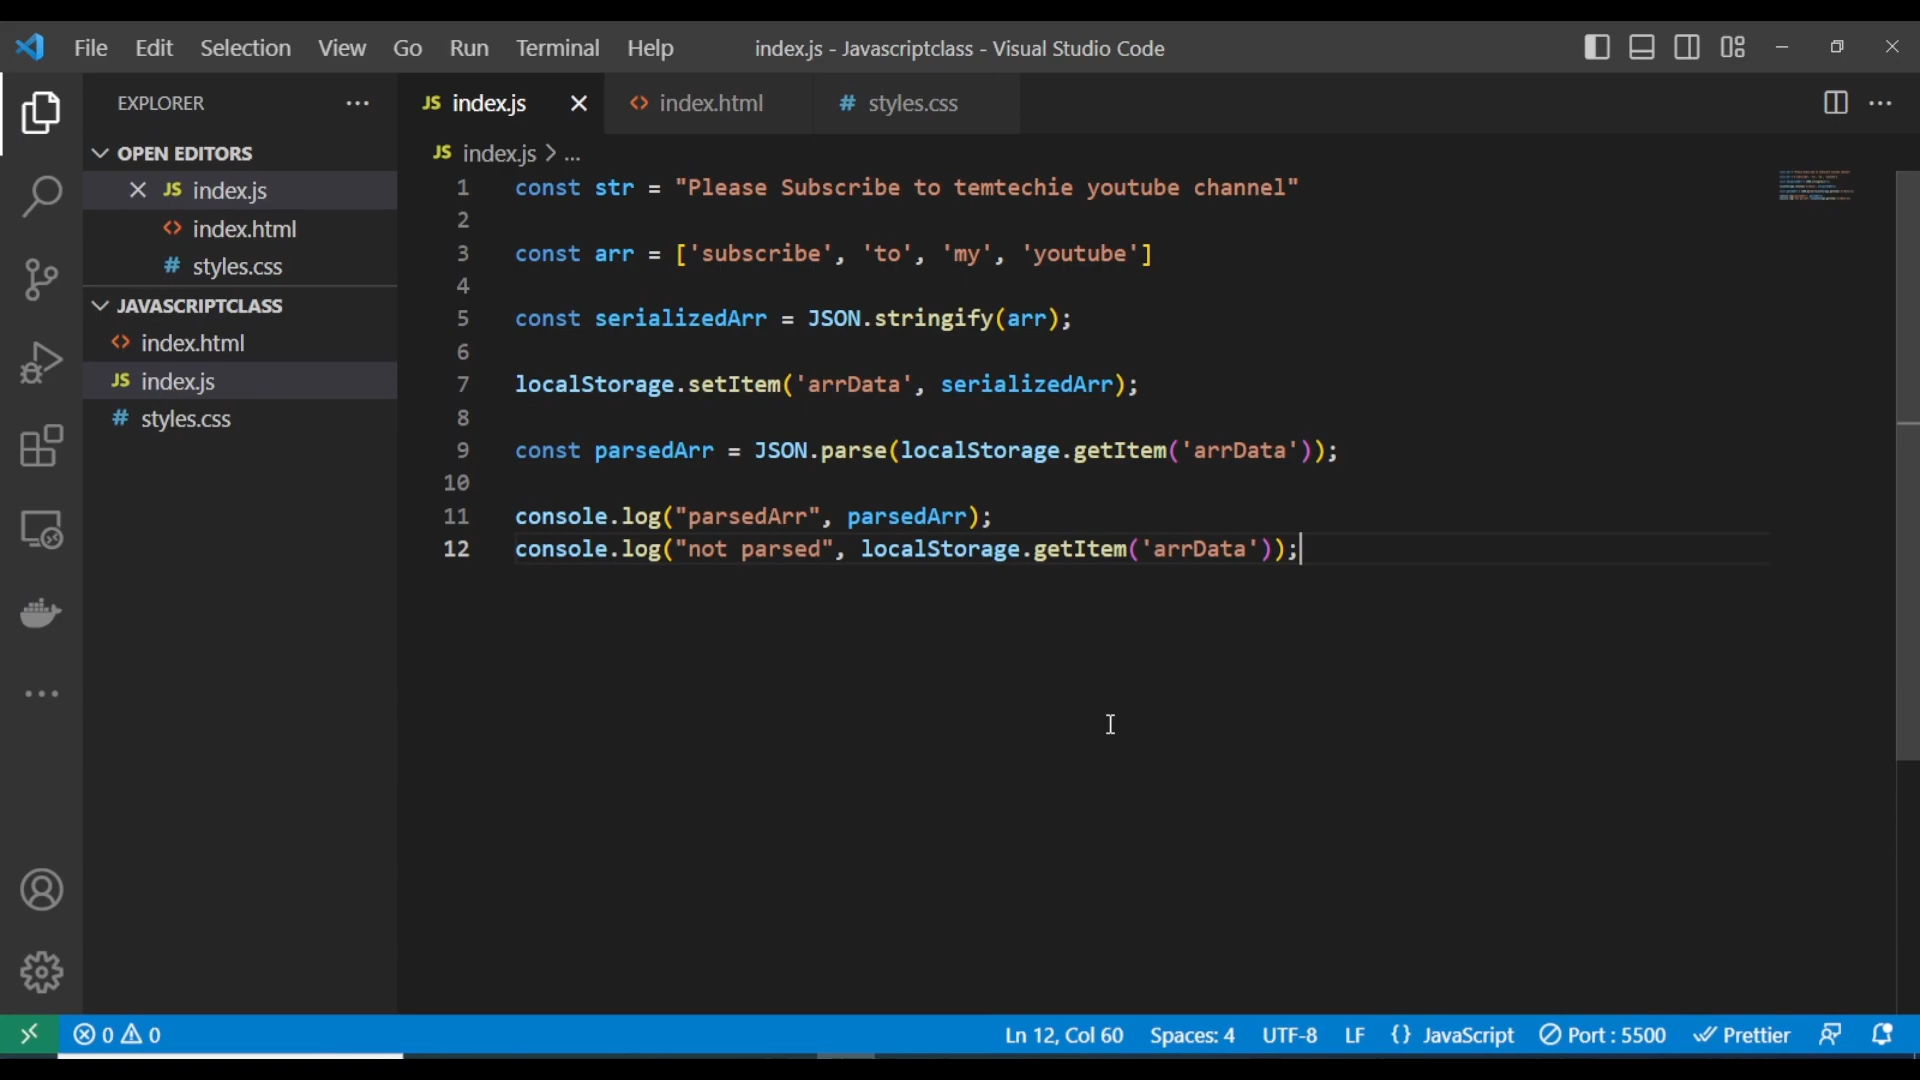 File Edit Selection View Go Run Terminal Help index.js - Javascriptclass - Visual Studio Code
EXPLORER
OPEN EDITORS
JS index.js
<> index.html
# styles.css
JAVASCRIPTCLASS
<> index.html
JS index.js
# styles.css
JS index.js <> index.html # styles.css
JS index.js > ...
1 const str = "Please Subscribe to temtechie youtube channel"
2
3 const arr = ['subscribe', 'to', 'my', 'youtube']
4
5 const serializedArr = JSON.stringify(arr);
6
7 localStorage.setItem('arrData', serializedArr);
8
9 const parsedArr = JSON.parse(localStorage.getItem('arrData'));
10
11 console.log("parsedArr", parsedArr);
12 console.log("not parsed", localStorage.getItem('arrData'));
0 0 Ln 12, Col 60 Spaces: 4 UTF-8 LF {} JavaScript Port : 5500 Prettier